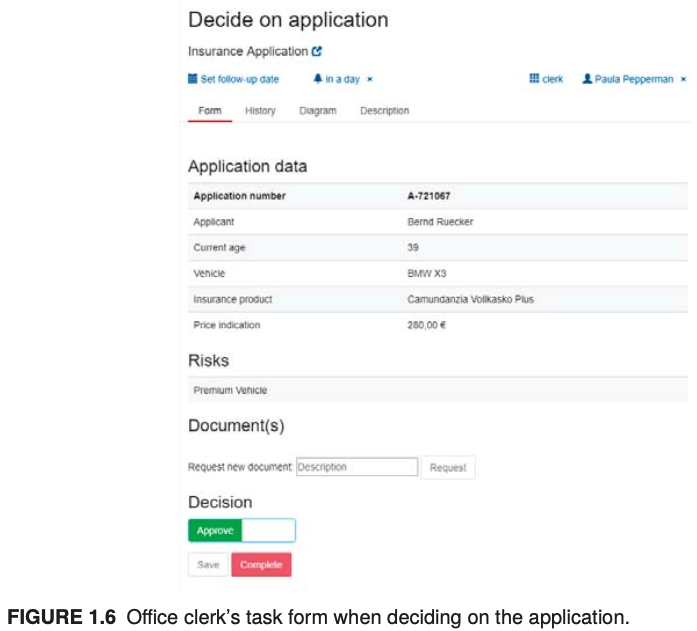 Decide on application
Insurance Application
Set follow-up date in a day × clerk Paula Pepperman ×
Form History Diagram Description
Application data
Application number A-721067
Applicant Bernd Ruecker
Current age 39
Vehicle BMW X3
Insurance product Camundanzia Vollkasko Plus
Price indication 280,00 €
Risks
Premium Vehicle
Document(s)
Request new document: Description Request
Decision
Approve
Save Complete
FIGURE 1.6 Office clerk's task form when deciding on the application.